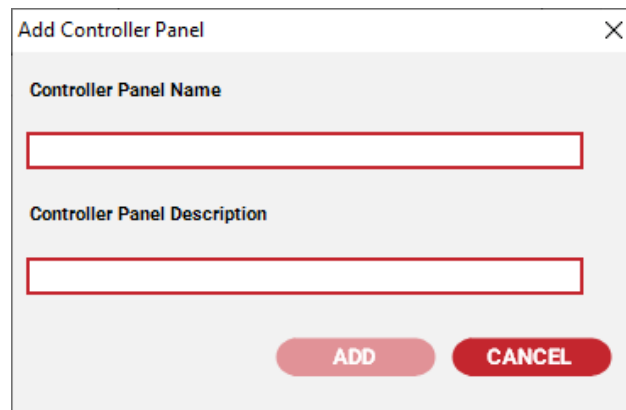 Add Controller Panel
Controller Panel Name
Controller Panel Description
ADD CANCEL